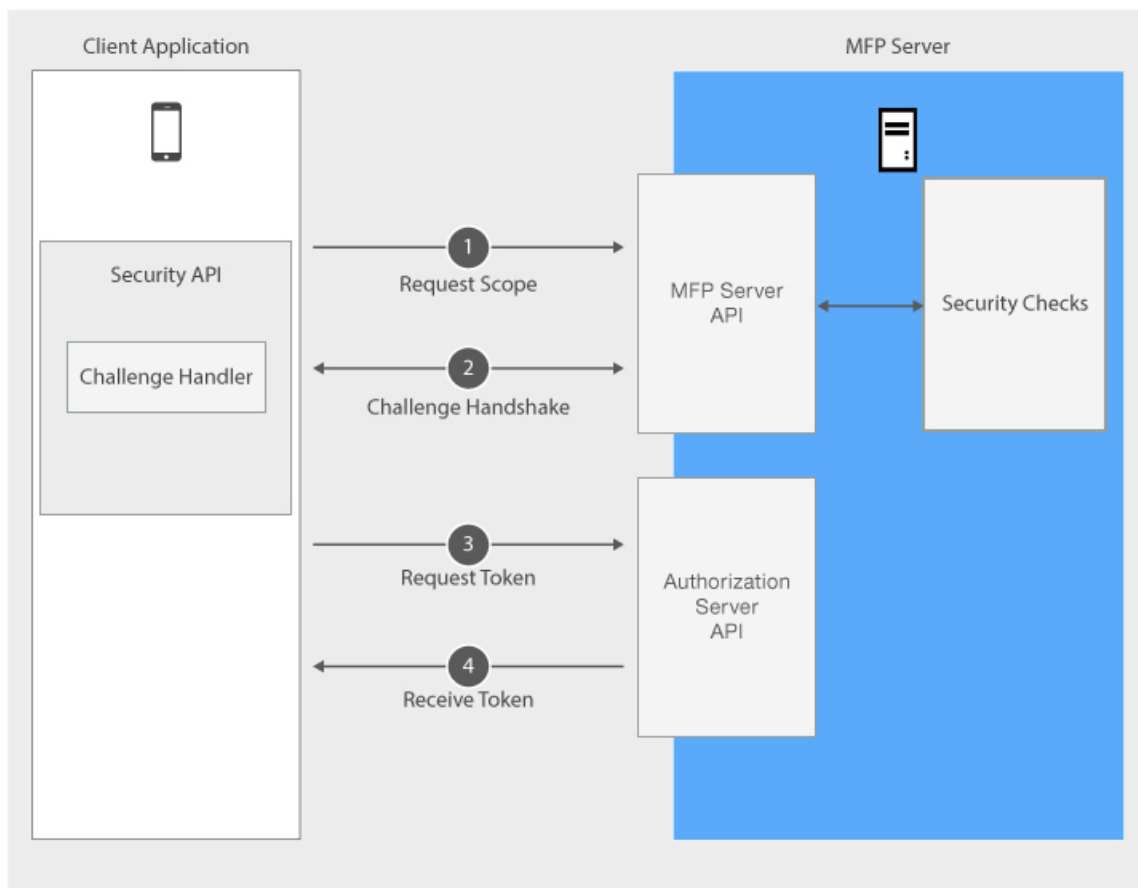 Client Application
MFP Server
Security API
Challenge Handler
1
Request Scope
2
Challenge Handshake
3
Request Token
4
Receive Token
MFP Server
API
Security Checks
Authorization
Server
API